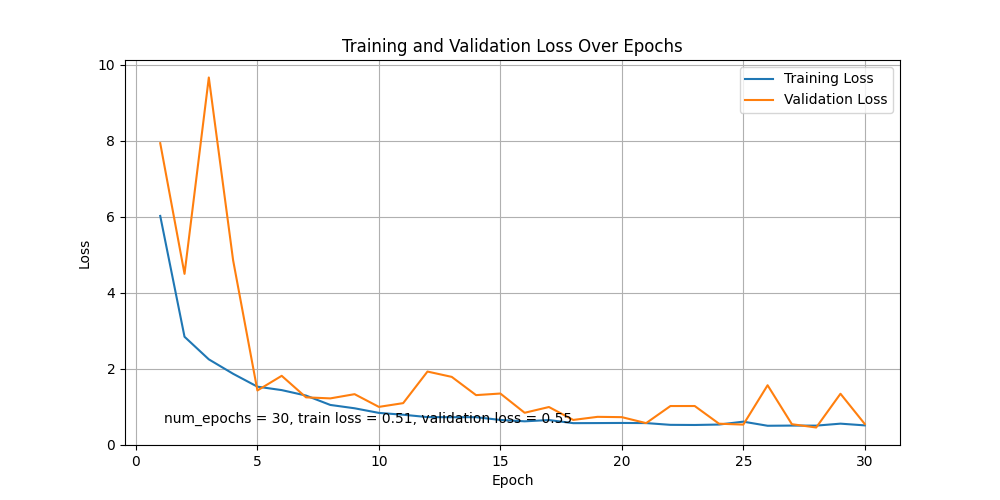 Training and Validation Loss Over Epochs
10
8
6
4
2
0
Loss
Training Loss
Validation Loss
num_epochs = 30, train loss = 0.51, validation loss = 0.55
0 5 10 15 20 25 30
Epoch